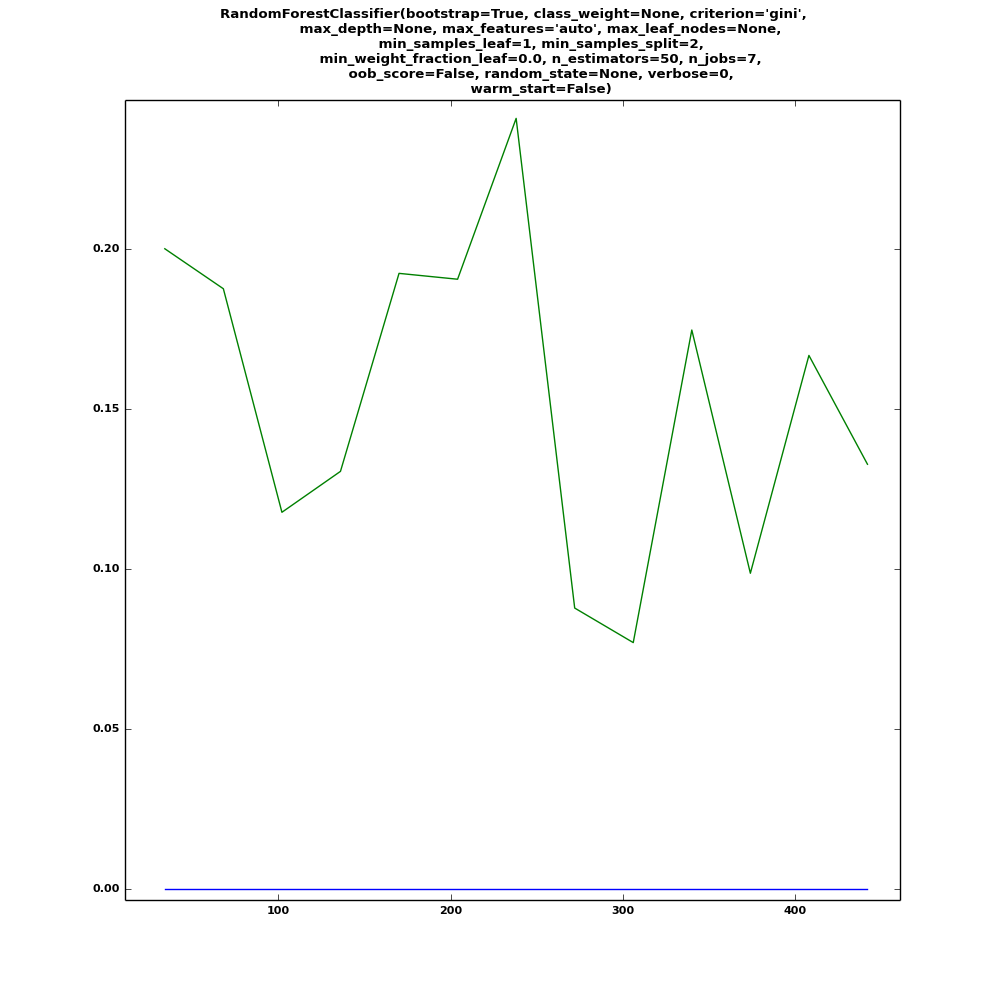 RandomForestClassifier(bootstrap=True, class_weight=None, criterion='gini',
max_depth=None, max_features='auto', max_leaf_nodes=None,
min_samples_leaf=1, min_samples_split=2,
min_weight_fraction_leaf=0.0, n_estimators=50, n_jobs=7,
oob_score=False, random_state=None, verbose=0,
warm_start=False)
0.20
0.15
0.10
0.05
0.00
100 200 300 400